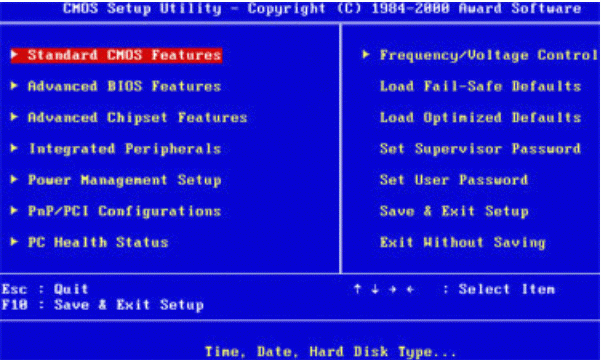 CMOS Setup Utility - Copyright (C) 1984-2000 Award Software
▶ Standard CMOS Features
▶ Advanced BIOS Features
▶ Advanced Chipset Features
▶ Integrated Peripherals
▶ Power Management Setup
▶ PnP/PCI Configurations
▶ PC Health Status
▶ Frequency/Voltage Control
Load Fail-Safe Defaults
Load Optimized Defaults
Set Supervisor Password
Set User Password
Save & Exit Setup
Exit Without Saving
Esc : Quit
F10 : Save & Exit Setup
↑ ↓ → ← : Select Item
Time, Date, Hard Disk Type...